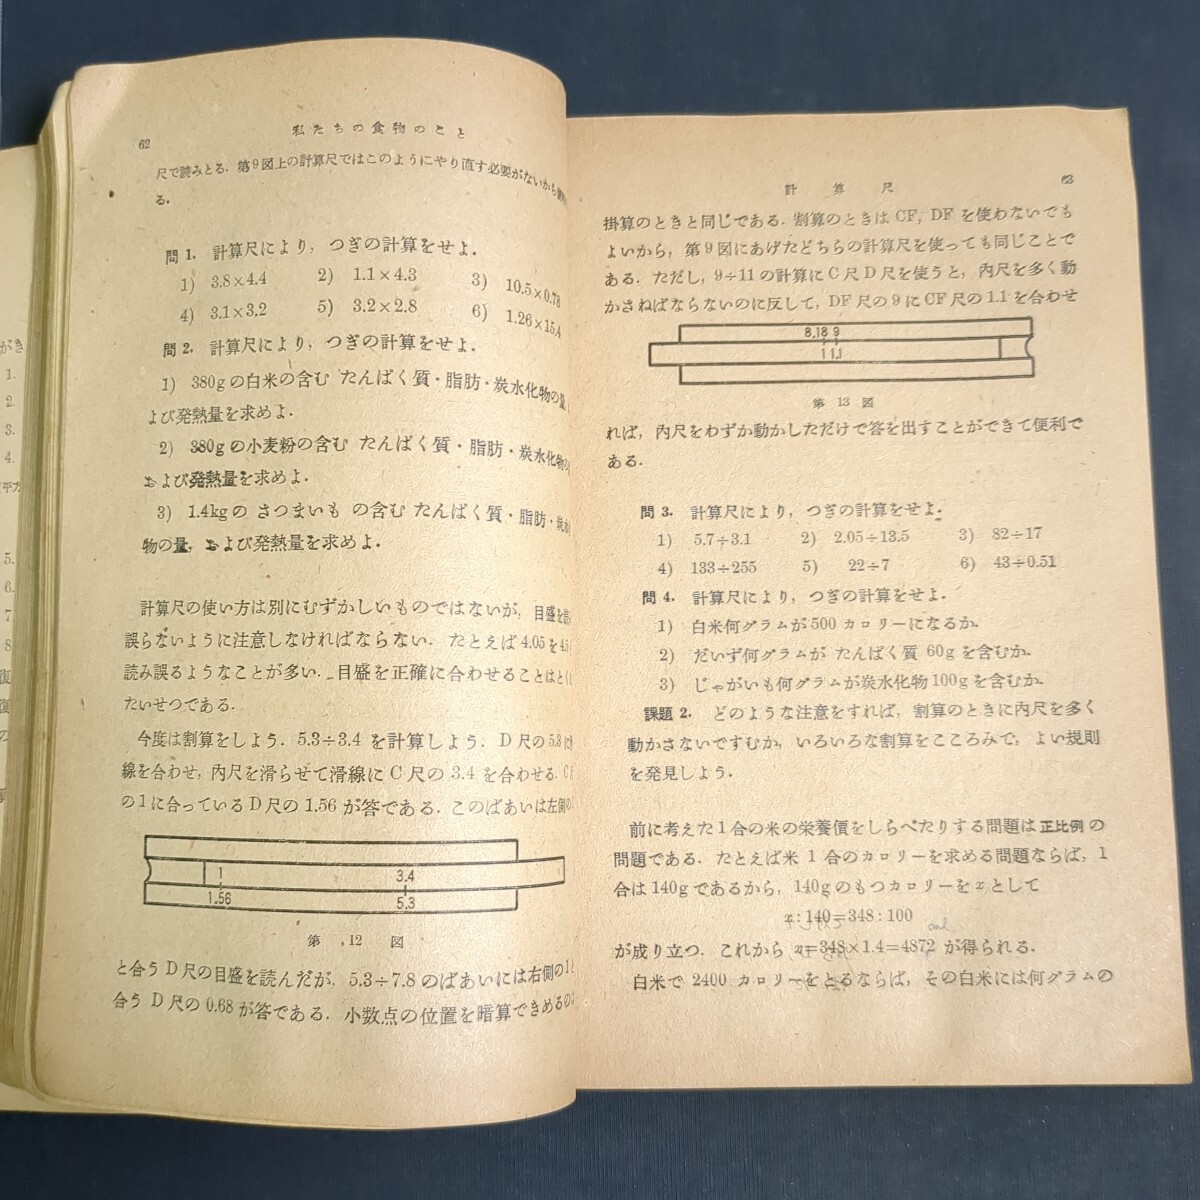 62
私たちの食物のこと
尺で読みとる．第9図上の計算尺ではこのようにやり直す必要がないから
る．
問1．計算尺により，つぎの計算をせよ．
1) 3.8×4.4 2) 1.1×4.3 3) 10.5×0.78
4) 3.1×3.2 5) 3.2×2.8 6) 1.26×15.4
問2．計算尺により，つぎの計算をせよ．
1) 380gの白米の含む たんぱく質・脂肪・炭水化物の量
よび発熱量を求めよ．
2) 380gの小麦粉の含む たんぱく質・脂肪・炭水化物の
および発熱量を求めよ．
3) 1.4kgの さつまいも の含む たんぱく質・脂肪・炭水
物の量，および発熱量を求めよ．
計算尺の使い方は別にむずかしいものではないが，目盛を読
誤らないように注意しなければならない．たとえば4.05を4.5
読み誤るようなことが多い．目盛を正確に合わせることはとく
たいせつである．
今度は割算をしよう．5.3÷3.4 を計算しよう．D尺の5.3に
線を合わせ，内尺を滑らせて滑線にC尺の3.4を合わせる．C
の1に合っているD尺の1.56が答である．このばあいは左側の
1 3.4
1.56 5.3
第 12 図
と合うD尺の目盛を読んだが，5.3÷7.8のばあいには右側の1と
合うD尺の0.68が答である．小数点の位置を暗算できめるのは
計算尺
63
掛算のときと同じである．割算のときはCF，DFを使わないでも
よいから，第9図にあげたどちらの計算尺を使っても同じことで
ある．ただし，9÷11の計算にC尺D尺を使うと，内尺を多く動
かさねばならないのに反して，DF尺の9にCF尺の1.1を合わせ
8.18 9
1 1.1
第 13 図
れば，内尺をわずか動かしただけで答を出すことができて便利で
ある．
問3．計算尺により，つぎの計算をせよ．
1) 5.7÷3.1 2) 2.05÷13.5 3) 82÷17
4) 133÷255 5) 22÷7 6) 43÷0.51
問4．計算尺により，つぎの計算をせよ．
1) 白米何グラムが500カロリーになるか．
2) だいず何グラムが たんぱく質 60gを含むか．
3) じゃがいも何グラムが炭水化物100gを含むか．
課題2．どのような注意をすれば，割算のときに内尺を多く
動かさないですむか，いろいろな割算をこころみて，よい規則
を発見しよう．
前に考えた1合の米の栄養価をしらべたりする問題は正比例の
問題である．たとえば米1合のカロリーを求める問題ならば，1
合は140gであるから，140gのもつカロリーをxとして
x:140=348:100
が成り立つ．これから x=348×1.4=4872 が得られる．
白米で 2400 カロリーをとるならば，その白米には何グラムの